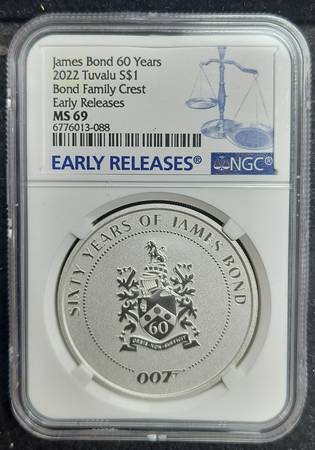 James Bond 60 Years
2022 Tuvalu S$1
Bond Family Crest
Early Releases
MS 69
6776013-088
EARLY RELEASES®
NGC®
SIXTY YEARS OF JAMES BOND
60
ORBIS·NON·SUFFICIT
007